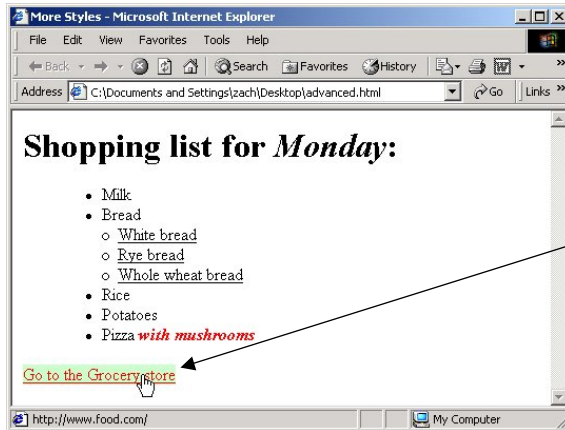 More Styles - Microsoft Internet Explorer
File Edit View Favorites Tools Help
Back Search Favorites History
Address C:\Documents and Settings\zach\Desktop\advanced.html Go Links »
Shopping list for Monday:
Milk
Bread
White bread
Rye bread
Whole wheat bread
Rice
Potatoes
Pizza with mushrooms
Go to the Grocery store
http://www.food.com/ My Computer